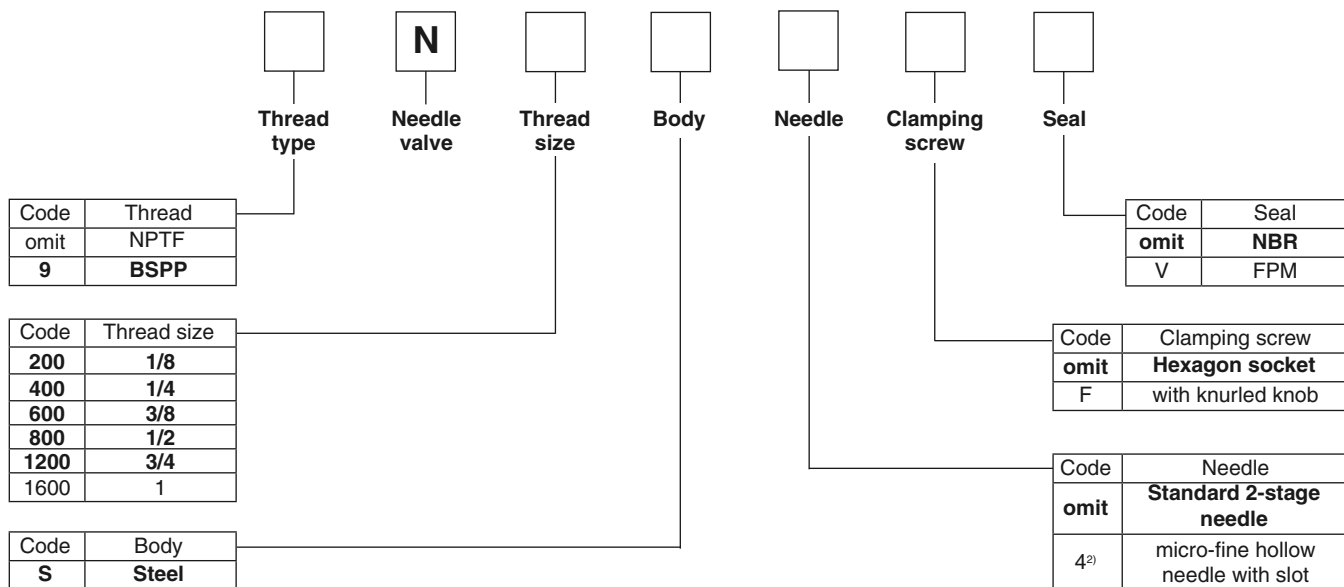 N
Thread type
Needle valve
Thread size
Body
Needle
Clamping screw
Seal
Code Thread
omit NPTF
9 BSPP
Code Thread size
200 1/8
400 1/4
600 3/8
800 1/2
1200 3/4
1600 1
Code Body
S Steel
Code Seal
omit NBR
V FPM
Code Clamping screw
omit Hexagon socket
F with knurled knob
Code Needle
omit Standard 2-stage
needle
4²⁾ micro-fine hollow
needle with slot